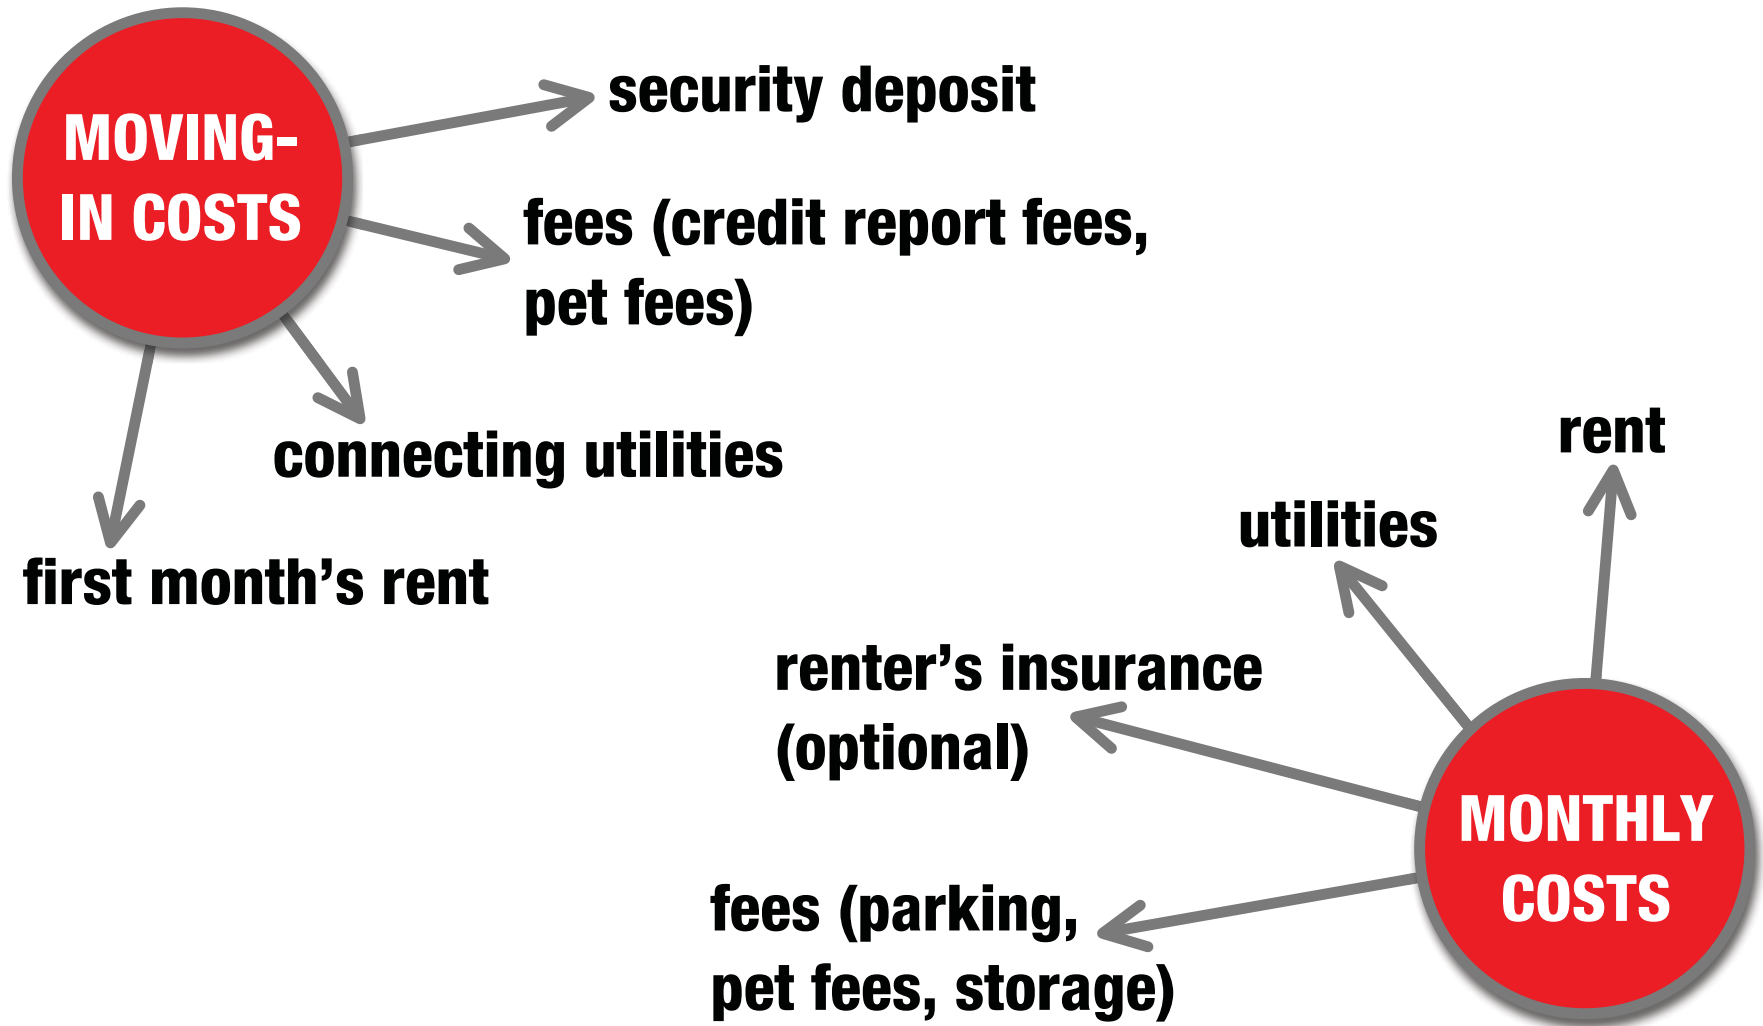 MOVING-
IN COSTS
security deposit
fees (credit report fees,
pet fees)
connecting utilities
first month’s rent
rent
utilities
renter’s insurance
(optional)
MONTHLY
COSTS
fees (parking,
pet fees, storage)